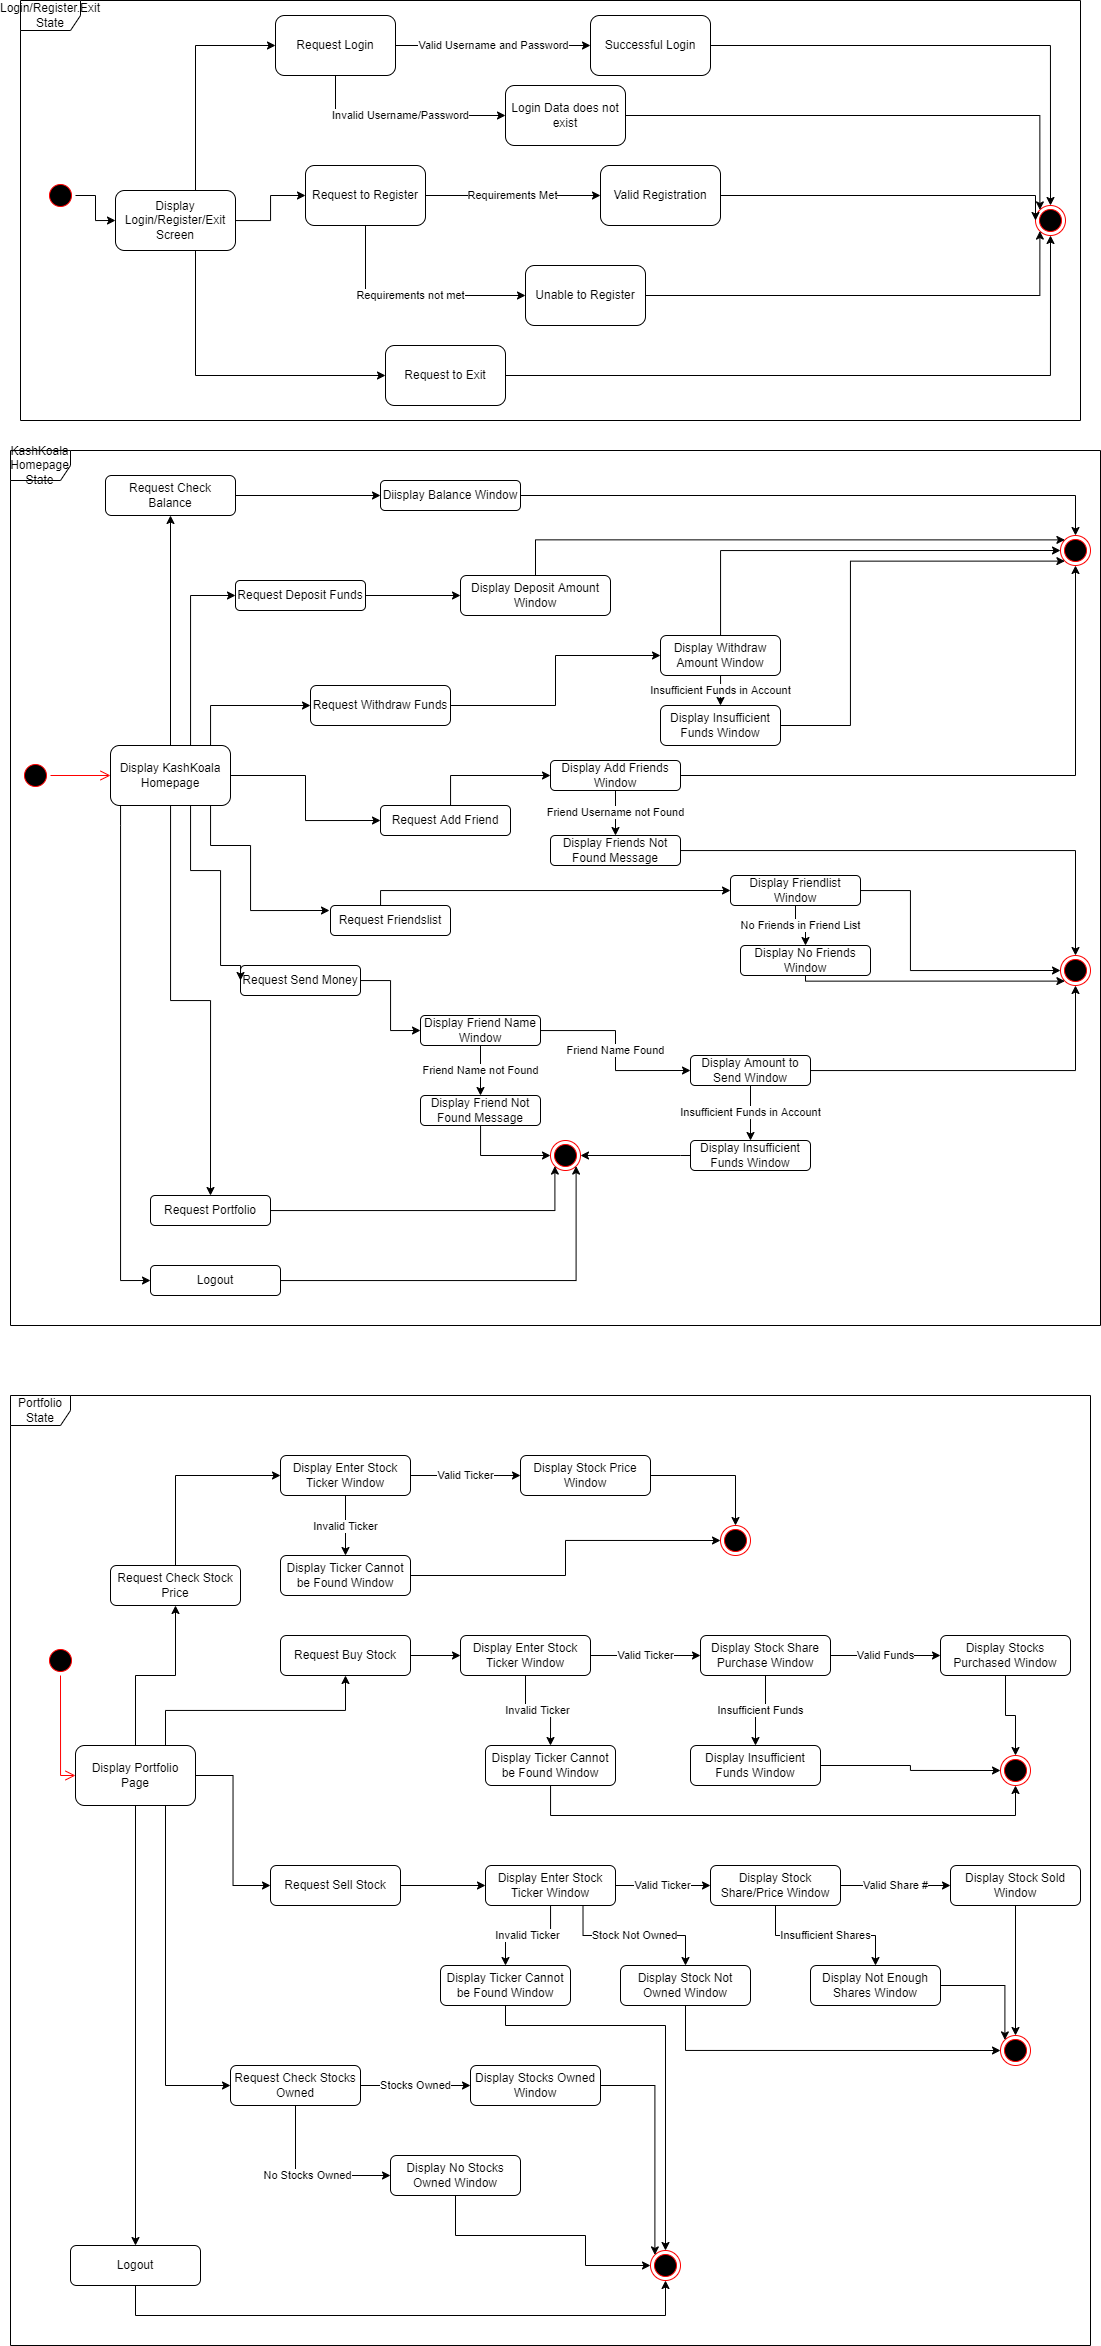 Login/Register.Exit
State
Request Login
Valid Username and Password
Successful Login
Invalid Username/Password
Login Data does not
exist
Display
Login/Register/Exit
Screen
Request to Register
Requirements Met
Valid Registration
Requirements not met
Unable to Register
Request to Exit
KashKoala
Homepage
State
Request Check
Balance
Diisplay Balance Window
Request Deposit Funds
Display Deposit Amount
Window
Request Withdraw Funds
Display Withdraw
Amount Window
Insufficient Funds in Account
Display Insufficient
Funds Window
Display KashKoala
Homepage
Request Add Friend
Display Add Friends
Window
Friend Username not Found
Display Friends Not
Found Message
Request Friendslist
Display Friendlist
Window
No Friends in Friend List
Display No Friends
Window
Request Send Money
Display Friend Name
Window
Friend Name Found
Friend Name not Found
Display Friend Not
Found Message
Display Amount to
Send Window
Insufficient Funds in Account
Display Insufficient
Funds Window
Request Portfolio
Logout
Portfolio
State
Display Enter Stock
Ticker Window
Valid Ticker
Display Stock Price
Window
Invalid Ticker
Display Ticker Cannot
be Found Window
Request Check Stock
Price
Request Buy Stock
Display Enter Stock
Ticker Window
Valid Ticker
Display Stock Share
Purchase Window
Valid Funds
Display Stocks
Purchased Window
Invalid Ticker
Insufficient Funds
Display Ticker Cannot
be Found Window
Display Insufficient
Funds Window
Display Portfolio
Page
Request Sell Stock
Display Enter Stock
Ticker Window
Valid Ticker
Display Stock
Share/Price Window
Valid Share #
Display Stock Sold
Window
Invalid Ticker
Stock Not Owned
Insufficient Shares
Display Ticker Cannot
be Found Window
Display Stock Not
Owned Window
Display Not Enough
Shares Window
Request Check Stocks
Owned
Stocks Owned
Display Stocks Owned
Window
No Stocks Owned
Display No Stocks
Owned Window
Logout